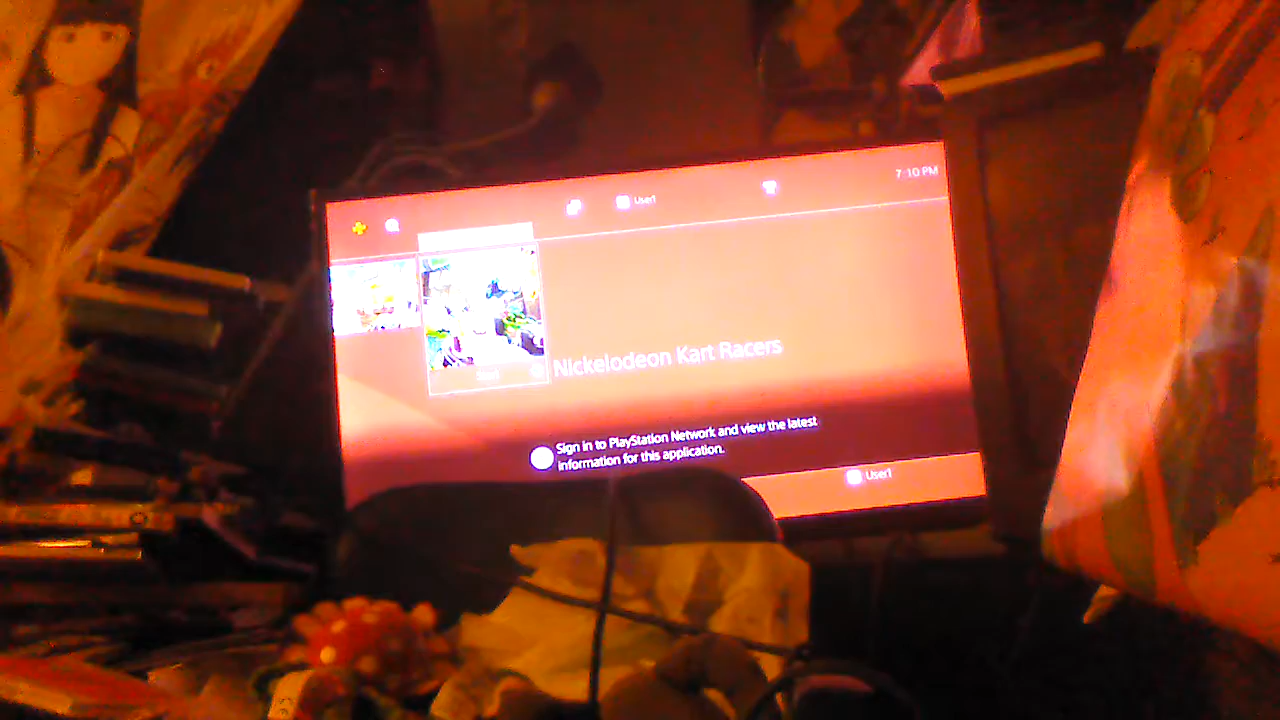 7:10 PM
User1
Start
Nickelodeon Kart Racers
Sign in to PlayStation Network and view the latest
information for this application.
User1